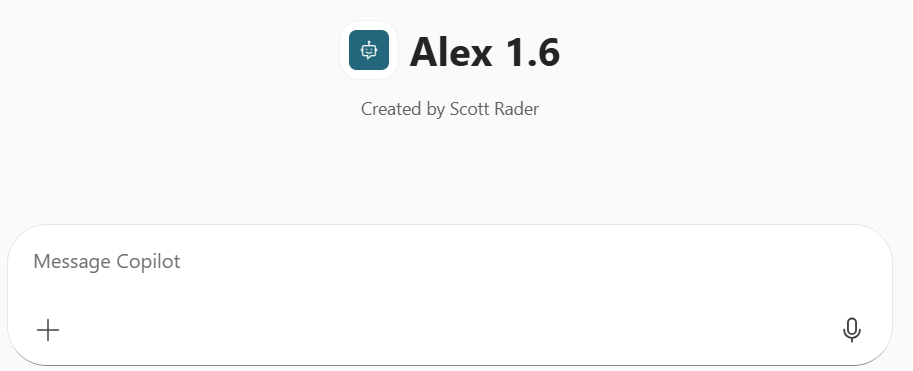 Alex 1.6
Created by Scott Rader
Message Copilot